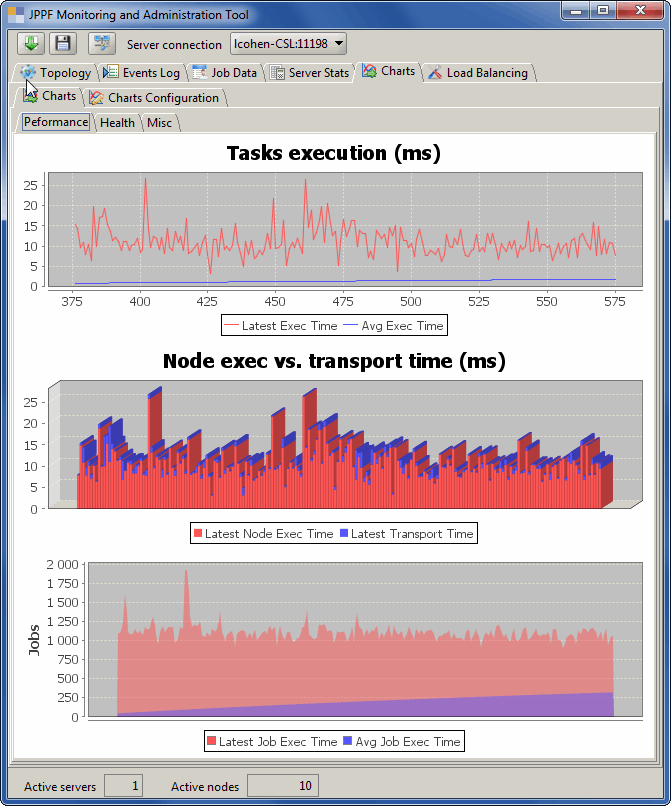 JPPF Monitoring and Administration Tool
Server connection lcohen-CSL:11198
Topology Events Log Job Data Server Stats Charts Load Balancing
Charts Charts Configuration
Peformance Health Misc
Tasks execution (ms)
25
20
15
10
5
0
375 400 425 450 475 500 525 550 575
Latest Exec Time Avg Exec Time
Node exec vs. transport time (ms)
25
20
15
10
5
0
Latest Node Exec Time Latest Transport Time
Jobs
2 000
1 750
1 500
1 250
1 000
750
500
250
0
Latest Job Exec Time Avg Job Exec Time
Active servers 1 Active nodes 10